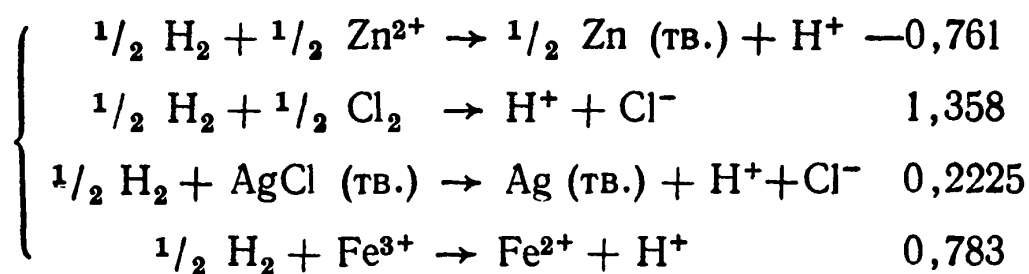 ¹/₂ H₂ + ¹/₂ Zn²⁺ → ¹/₂ Zn (тв.) + H⁺ —0,761
¹/₂ H₂ + ¹/₂ Cl₂ → H⁺ + Cl⁻ 1,358
¹/₂ H₂ + AgCl (тв.) → Ag (тв.) + H⁺+Cl⁻ 0,2225
¹/₂ H₂ + Fe³⁺ → Fe²⁺ + H⁺ 0,783